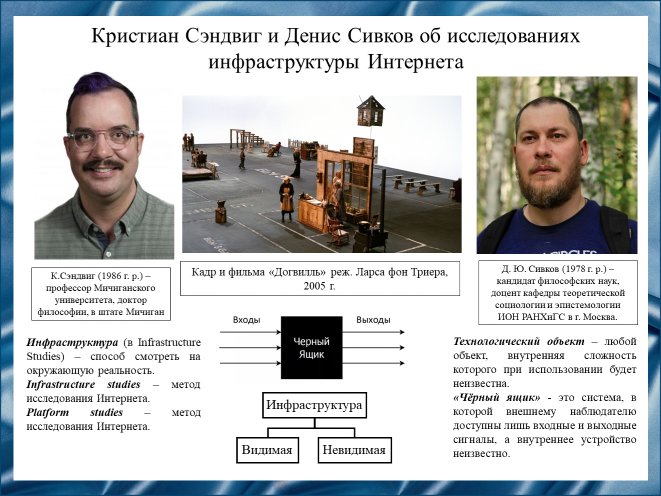 Кристиан Сэндвиг и Денис Сивков об исследованиях
инфраструктуры Интернета
К.Сэндвиг (1986 г. р.) –
профессор Мичиганского
университета, доктор
философии, в штате Мичиган
Кадр и фильма «Догвилль» реж. Ларса фон Триера,
2005 г.
Д. Ю. Сивков (1978 г. р.) –
кандидат философских наук,
доцент кафедры теоретической
социологии и эпистемологии
ИОН РАНХиГС в г. Москва.
Инфраструктура (в Infrastructure
Studies) – способ смотреть на
окружающую реальность.
Infrastructure studies – метод
исследования Интернета.
Platform studies – метод
исследования Интернета.
Входы
Выходы
Черный
Ящик
Инфраструктура
Видимая
Невидимая
Технологический объект – любой
объект, внутренняя сложность
которого при использовании будет
неизвестна.
«Чёрный ящик» - это система, в
которой внешнему наблюдателю
доступны лишь входные и выходные
сигналы, а внутреннее устройство
неизвестно.